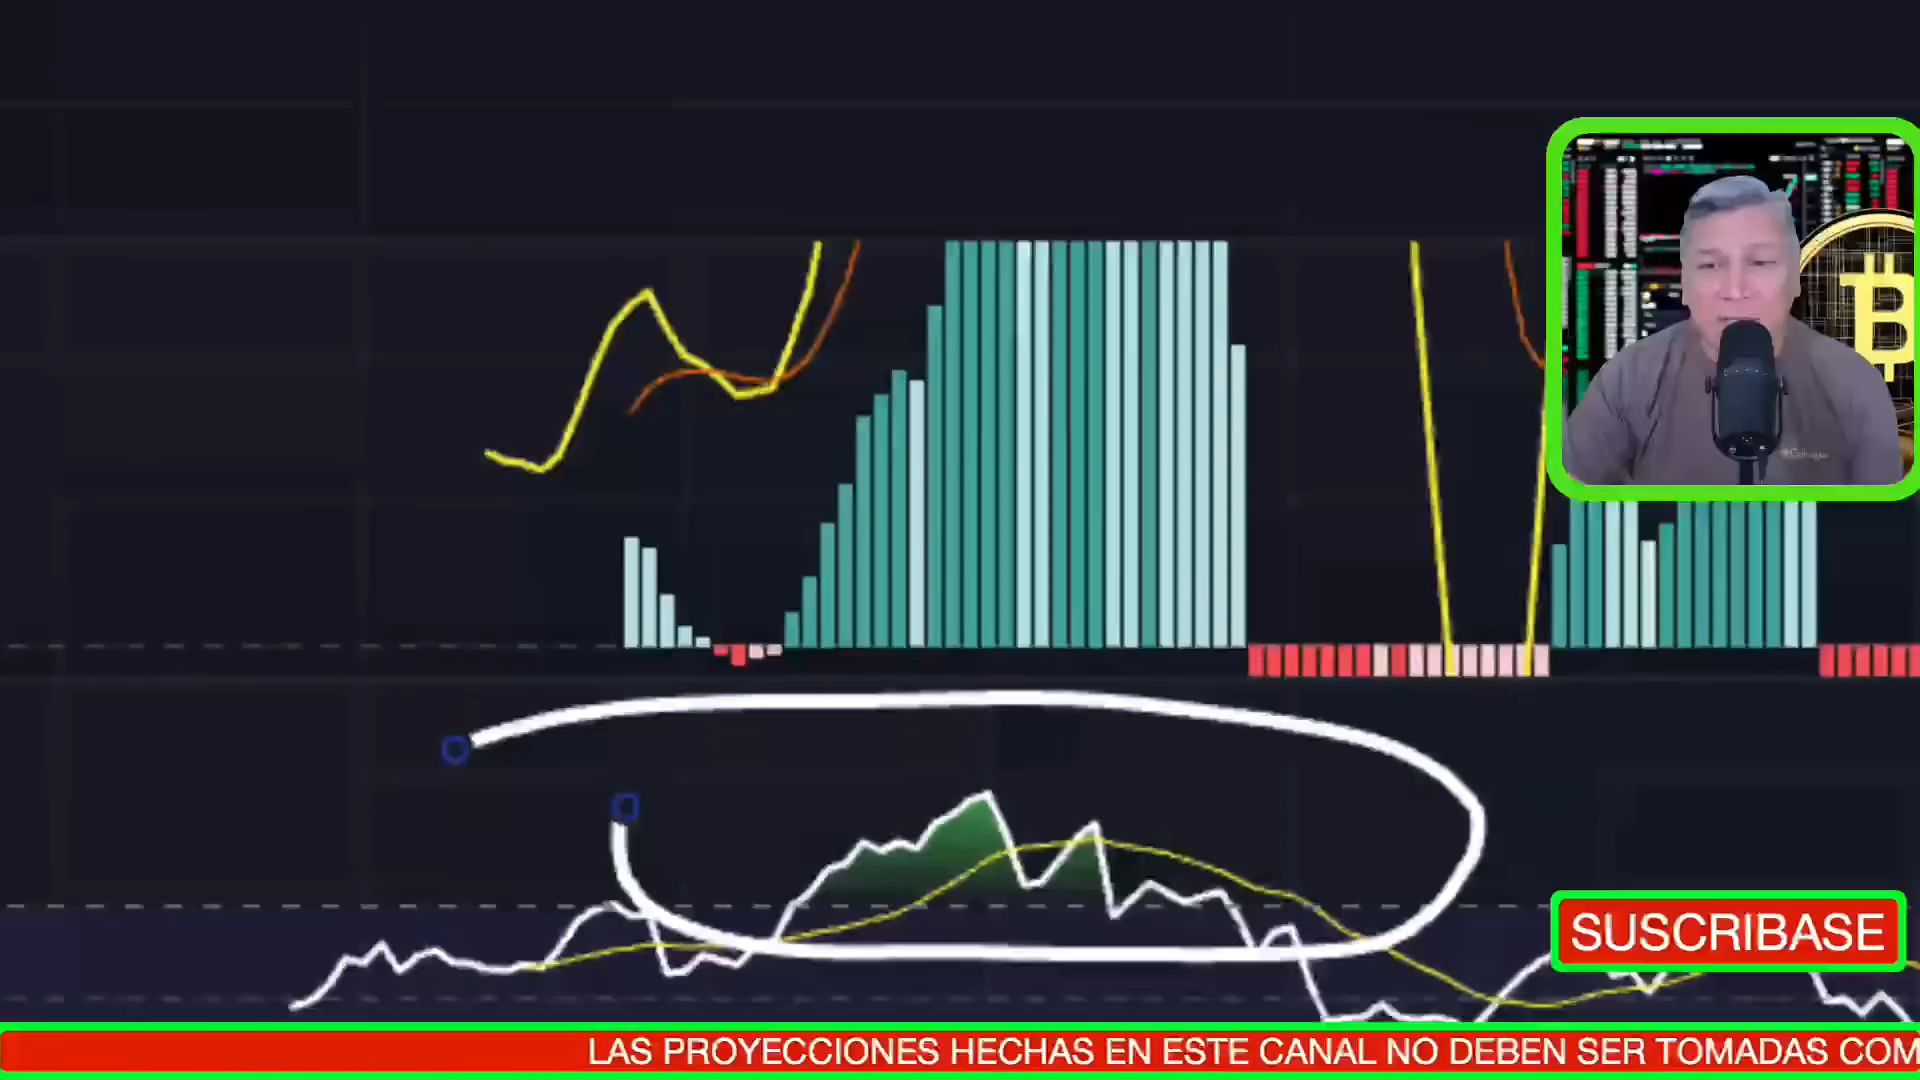 SUSCRIBASE
LAS PROYECCIONES HECHAS EN ESTE CANAL NO DEBEN SER TOMADAS COM